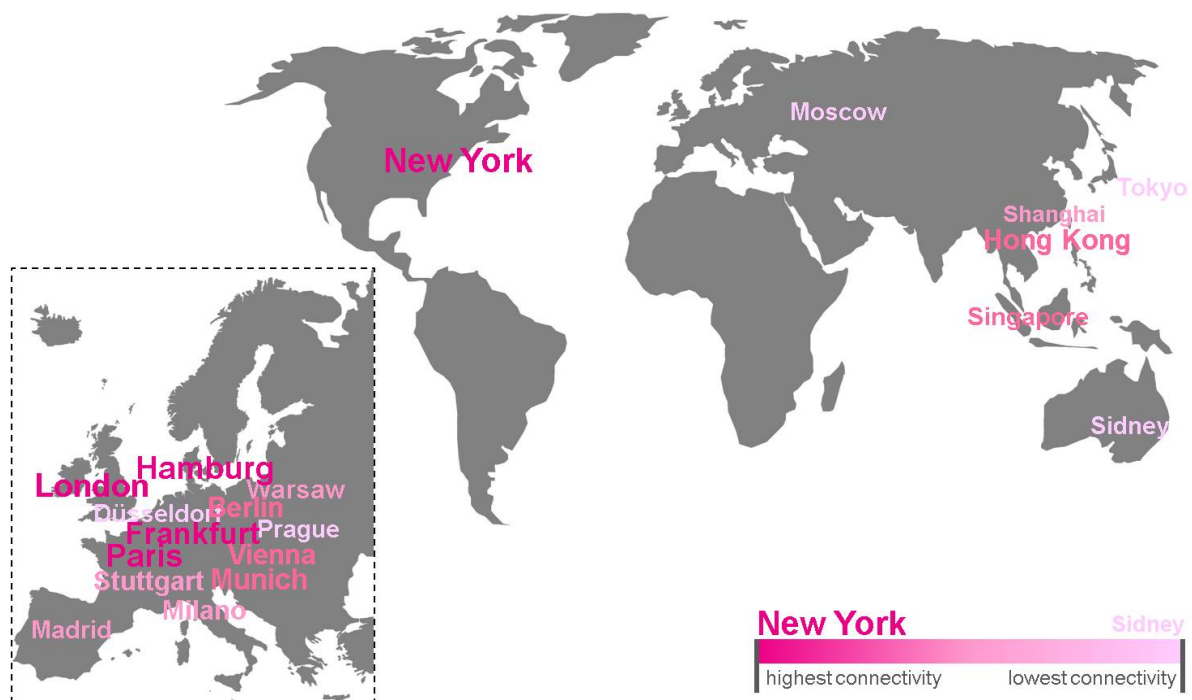 Moscow
New York
Tokyo
Shanghai
Hong Kong
Singapore
Sidney
Hamburg
London
Warsaw
Berlin
Düsseldorf
Frankfurt
Prague
Paris
Vienna
Stuttgart
Munich
Milano
Madrid
New York
Sidney
highest connectivity
lowest connectivity